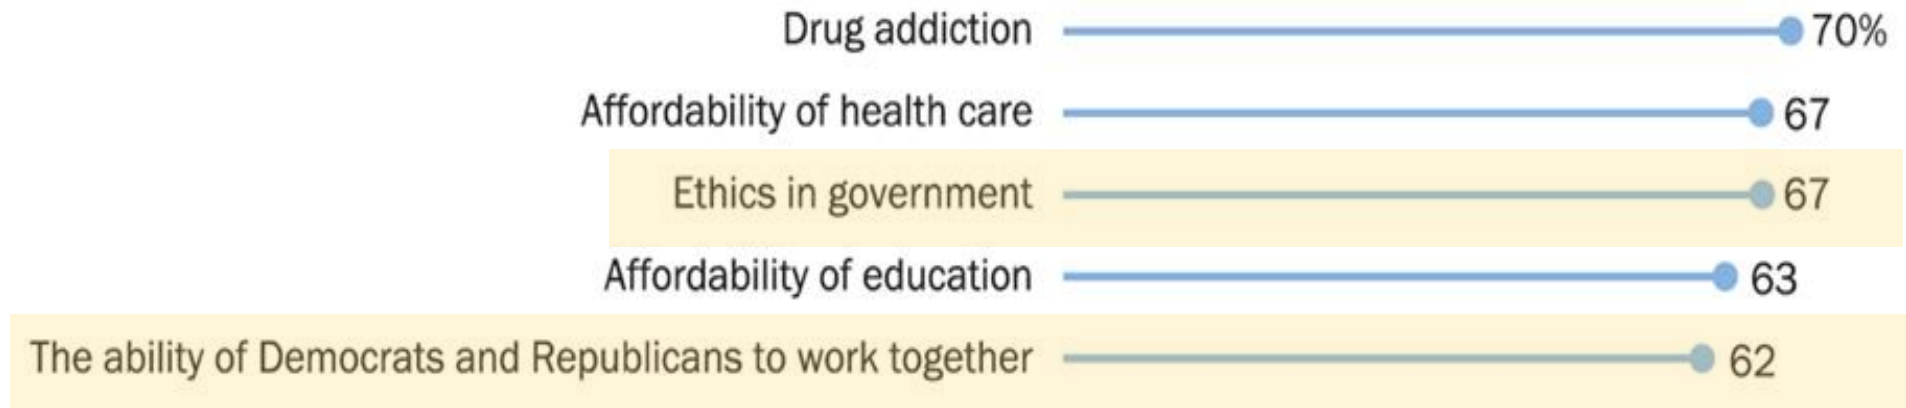 Drug addiction 70%
Affordability of health care 67
Ethics in government 67
Affordability of education 63
The ability of Democrats and Republicans to work together 62